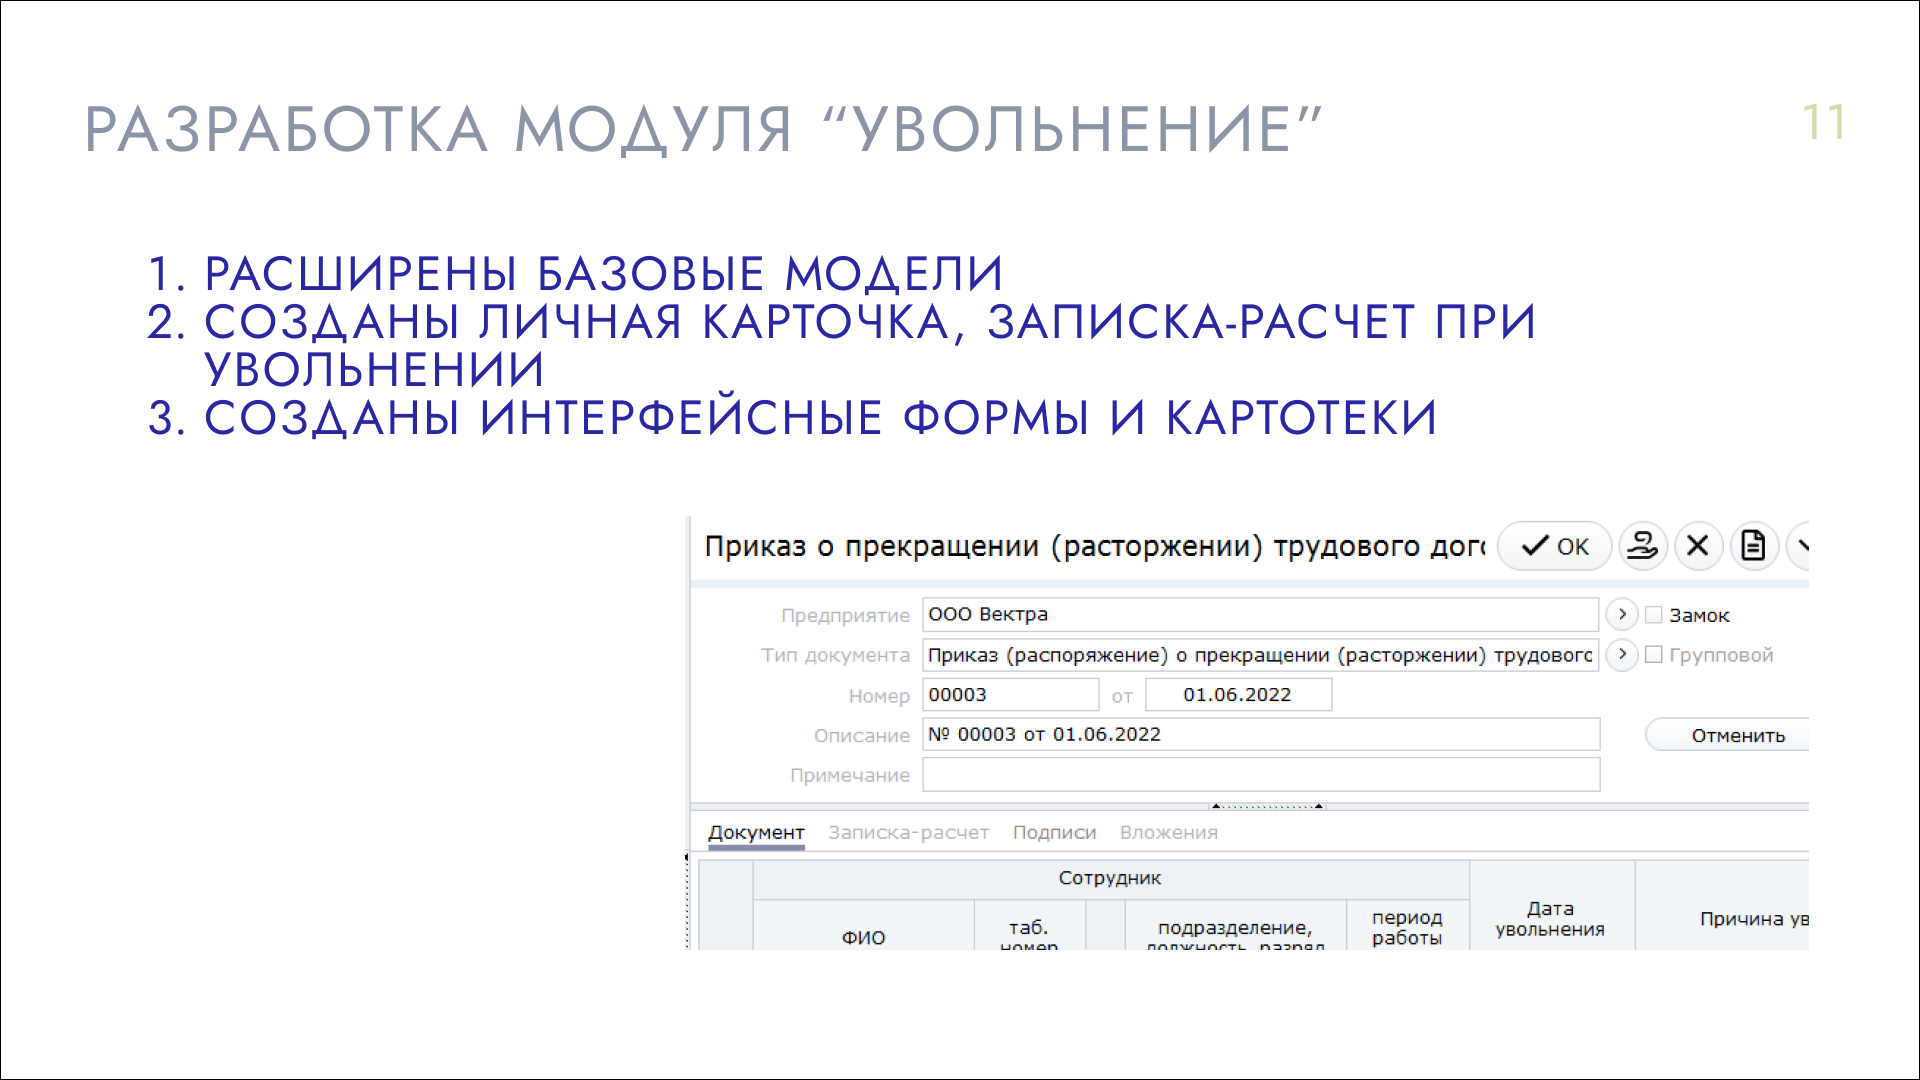 РАЗРАБОТКА МОДУЛЯ “УВОЛЬНЕНИЕ”
11
1. РАСШИРЕНЫ БАЗОВЫЕ МОДЕЛИ
2. СОЗДАНЫ ЛИЧНАЯ КАРТОЧКА, ЗАПИСКА-РАСЧЕТ ПРИ
УВОЛЬНЕНИИ
3. СОЗДАНЫ ИНТЕРФЕЙСНЫЕ ФОРМЫ И КАРТОТЕКИ
Приказ о прекращении (расторжении) трудового дого
OK
Предприятие ООО Вектра Замок
Тип документа Приказ (распоряжение) о прекращении (расторжении) трудового Групповой
Номер 00003 от 01.06.2022
Описание № 00003 от 01.06.2022 Отменить
Примечание
Документ Записка-расчет Подписи Вложения
Сотрудник
ФИО
таб.
номер
подразделение,
должность, разряд
период
работы
Дата
увольнения
Причина ув